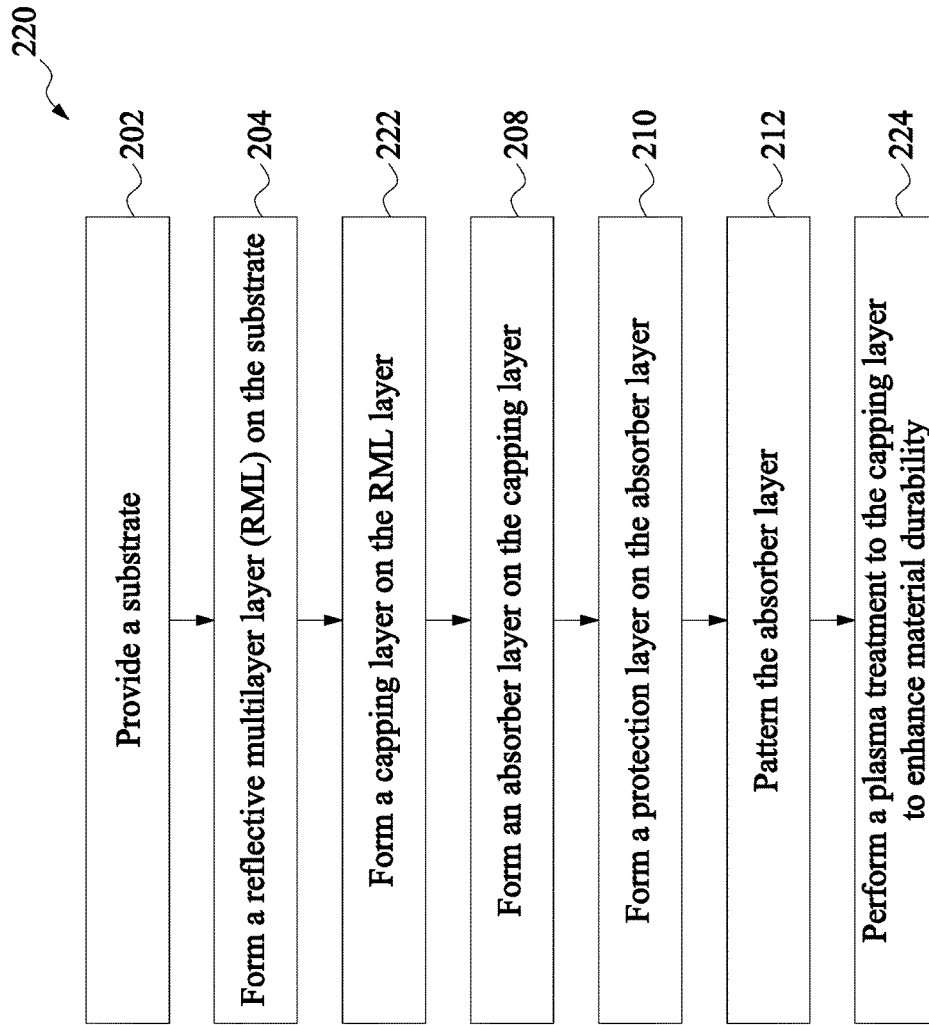 220
Provide a substrate
202
Form a reflective multilayer layer (RML) on the substrate
204
Form a capping layer on the RML layer
222
Form an absorber layer on the capping layer
208
Form a protection layer on the absorber layer
210
Pattern the absorber layer
212
Perform a plasma treatment to the capping layer
to enhance material durability
224